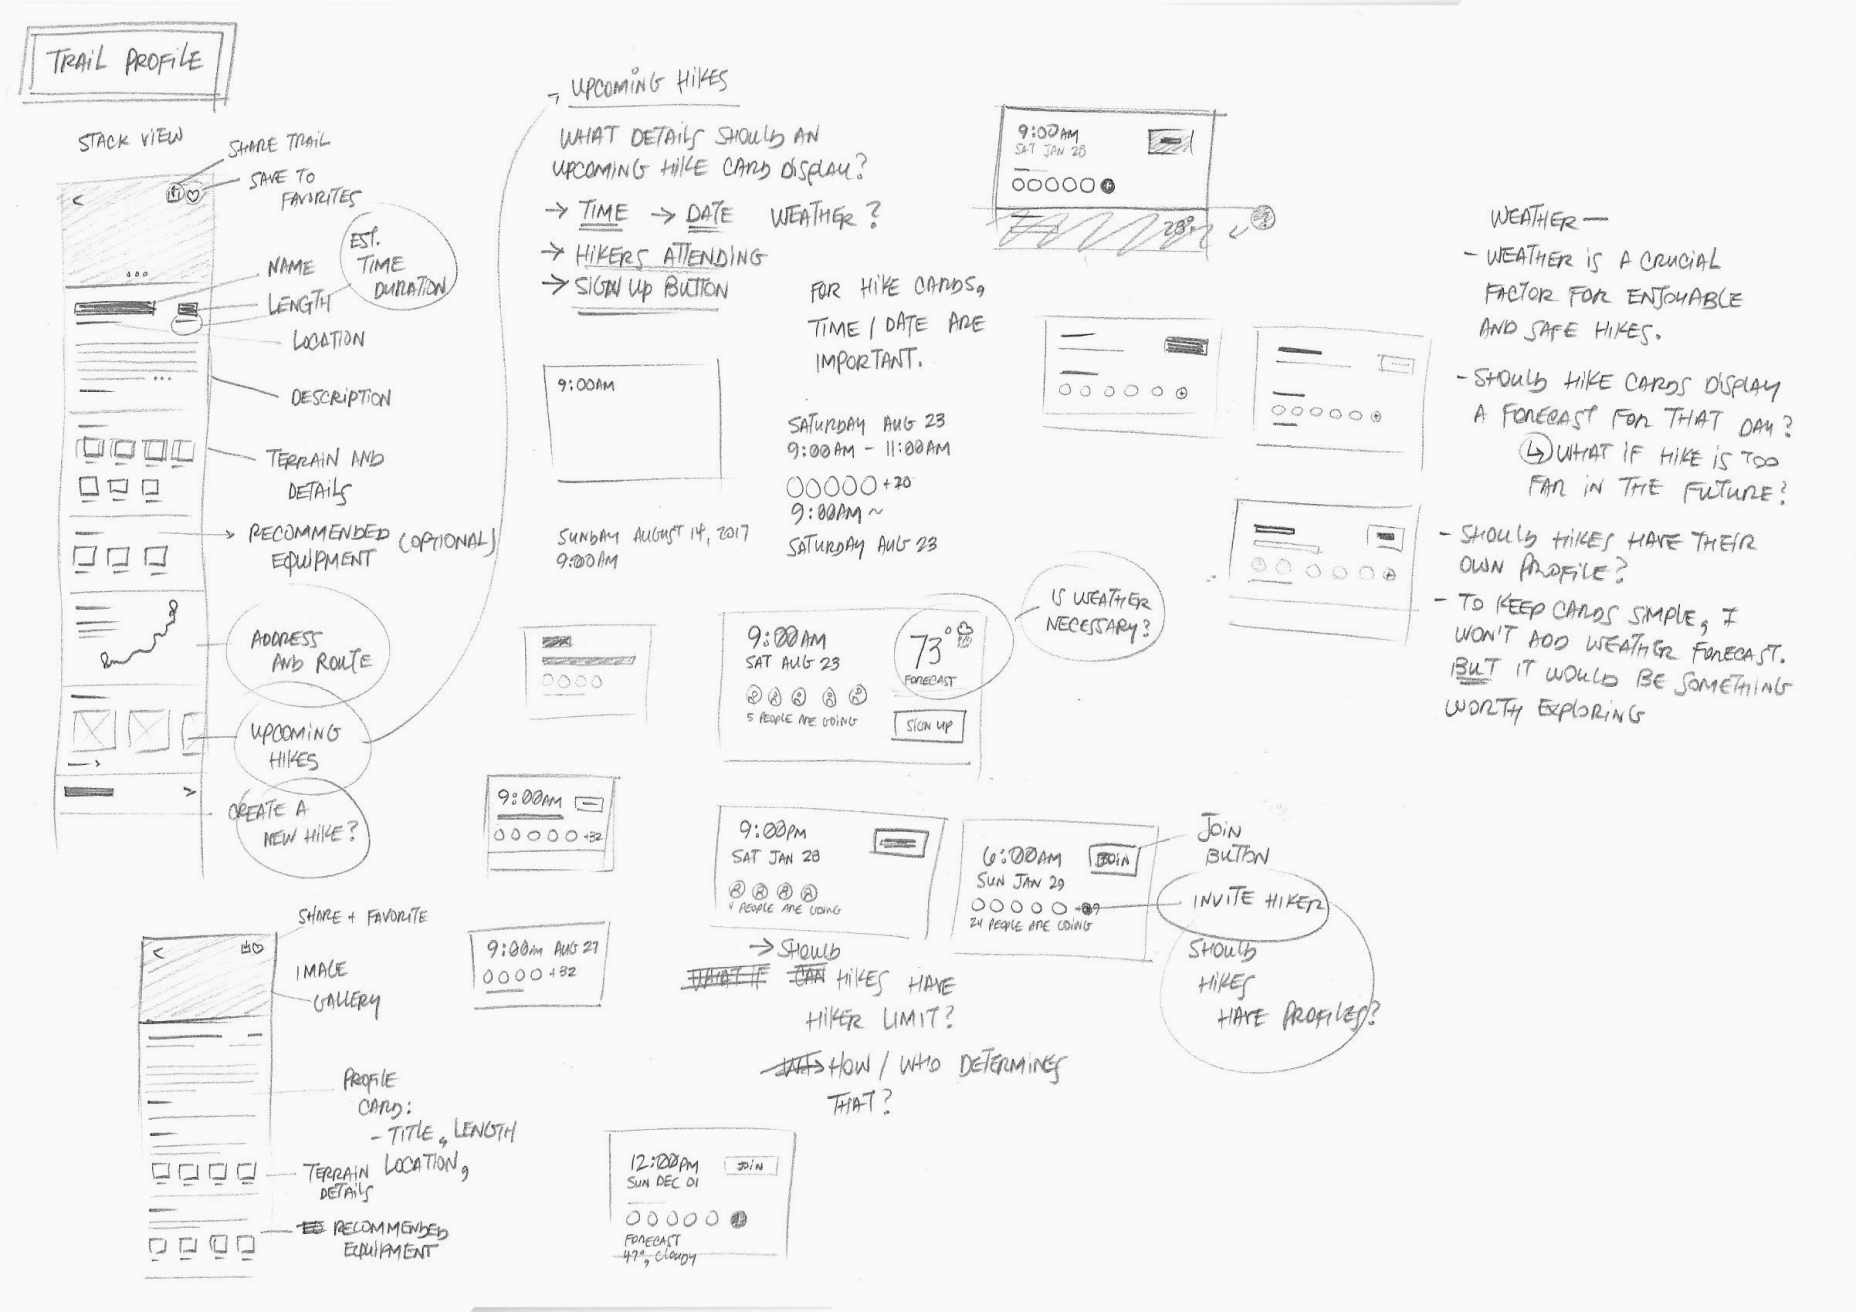 TRAIL PROFILE
STACK VIEW
SHARE TRAIL
SAVE TO
FAVORITES
EST.
TIME
DURATION
NAME
LENGTH
LOCATION
DESCRIPTION
TERRAIN AND
DETAILS
RECOMMENDED (OPTIONAL)
EQUIPMENT
ADDRESS
AND ROUTE
UPCOMING
HIKES
CREATE A
NEW HIKE?
SHARE + FAVORITE
IMAGE
GALLERY
PROFILE
CARD:
- TITLE, LENGTH
LOCATION,
TERRAIN
DETAILS
RECOMMENDED
EQUIPMENT
UPCOMING HIKES
WHAT DETAILS SHOULD AN
UPCOMING HIKE CARD DISPLAY?
→ TIME → DATE WEATHER?
→ HIKERS ATTENDING
→ SIGN UP BUTTON
FOR HIKE CARDS,
TIME / DATE ARE
IMPORTANT.
9:00AM
SATURDAY AUG 23
9:00AM - 11:00AM
+20
9:00AM ~
SATURDAY AUG 23
SUNDAY AUGUST 14, 2017
9:00AM
9:00AM
SAT AUG 23
5 PEOPLE ARE GOING
73°
FORECAST
SIGN UP
IS WEATHER
NECESSARY?
9:00AM
+32
9:00AM AUG 27
+32
9:00PM
SAT JAN 28
4 PEOPLE ARE GOING
6:00AM
SUN JAN 29
JOIN
24 PEOPLE ARE GOING
JOIN
BUTTON
INVITE HIKER
SHOULD
HIKES
HAVE PROFILES?
→ SHOULD
WHAT IF CAN HIKES HAVE
HIKER LIMIT?
HOW / WHO DETERMINES
THAT?
12:00PM
SUN DEC 01
JOIN
FORECAST
47°, CLOUDY
9:00AM
SAT JAN 28
28°
WEATHER —
- WEATHER IS A CRUCIAL
FACTOR FOR ENJOYABLE
AND SAFE HIKES.
- SHOULD HIKE CARDS DISPLAY
A FORECAST FOR THAT DAY?
↳ WHAT IF HIKE IS TOO
FAR IN THE FUTURE?
- SHOULD HIKES HAVE THEIR
OWN PROFILE?
- TO KEEP CARDS SIMPLE, I
WON'T ADD WEATHER FORECAST.
BUT IT WOULD BE SOMETHING
WORTH EXPLORING